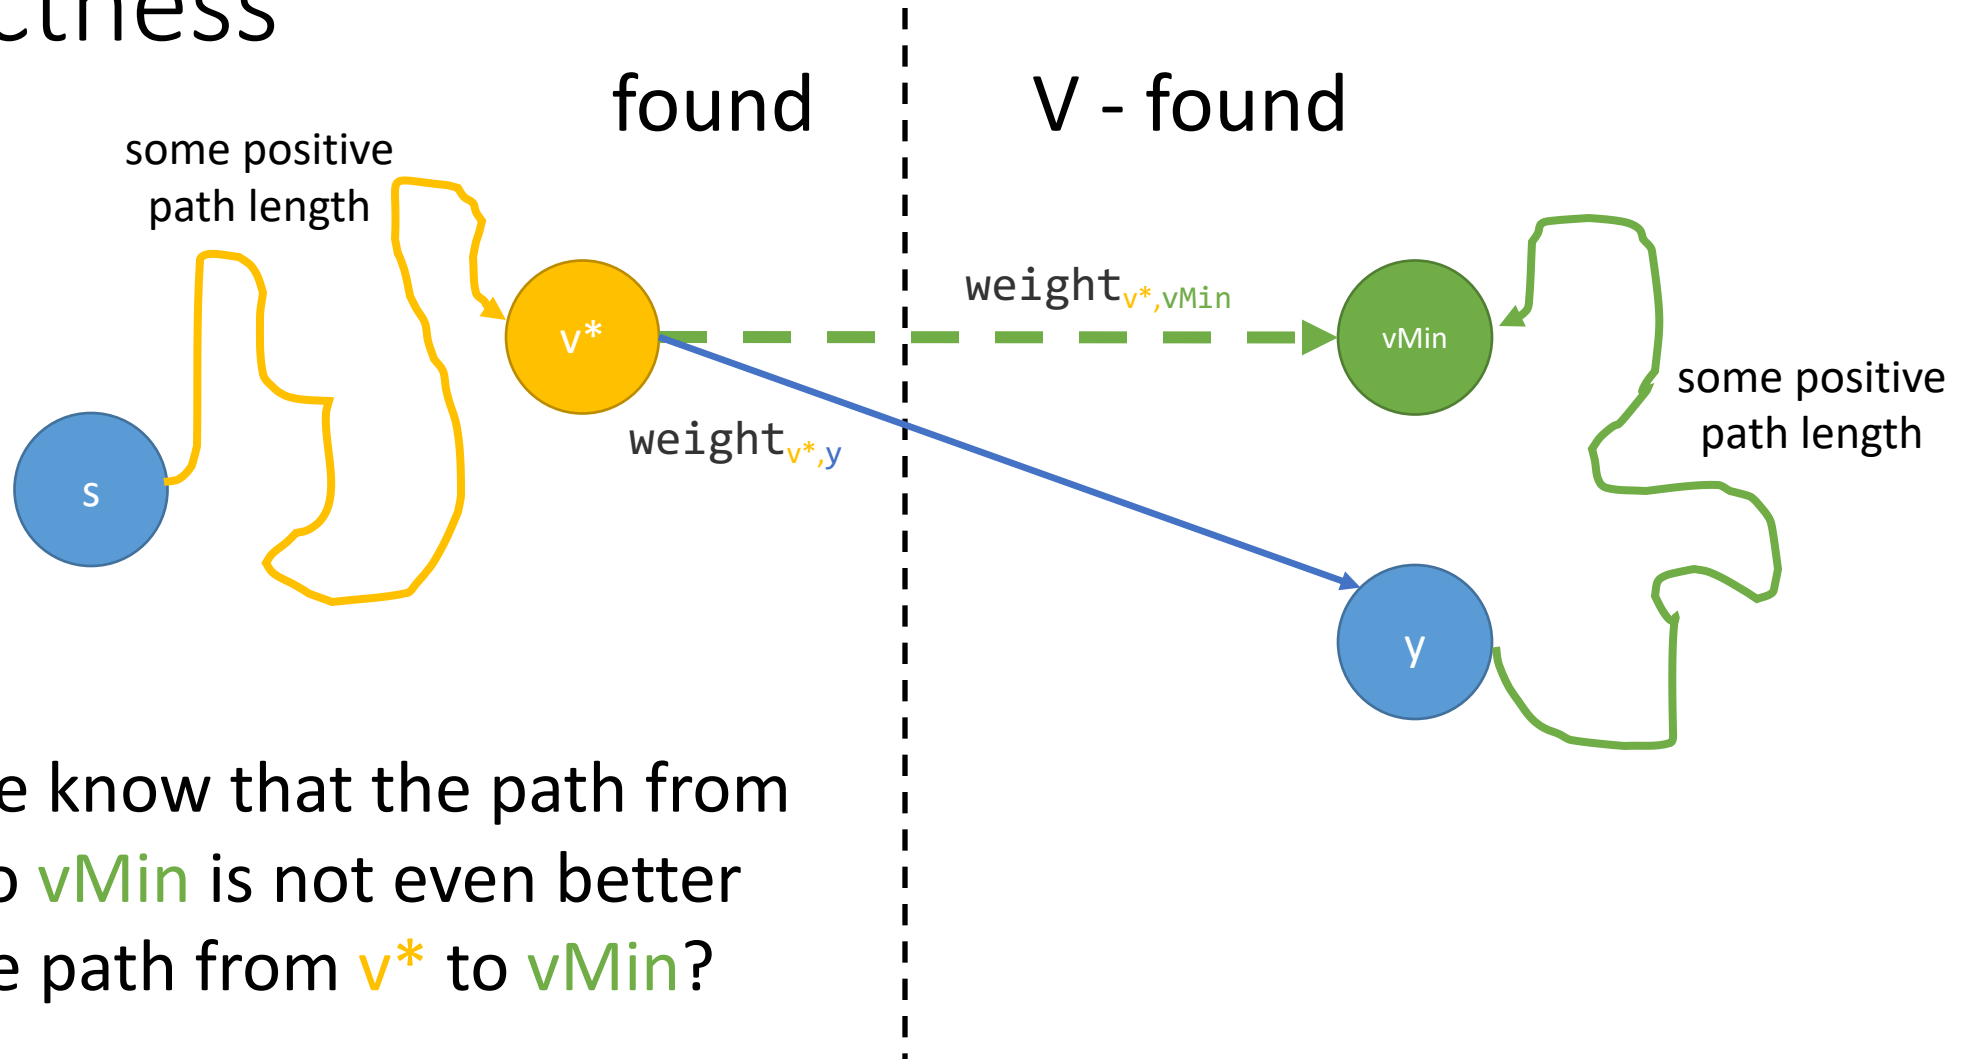 ctness
found
V - found
some positive
path length
weightv*,vMin
v*
vMin
some positive
path length
weightv*,y
s
y
e know that the path from
o vMin is not even better
e path from v* to vMin?